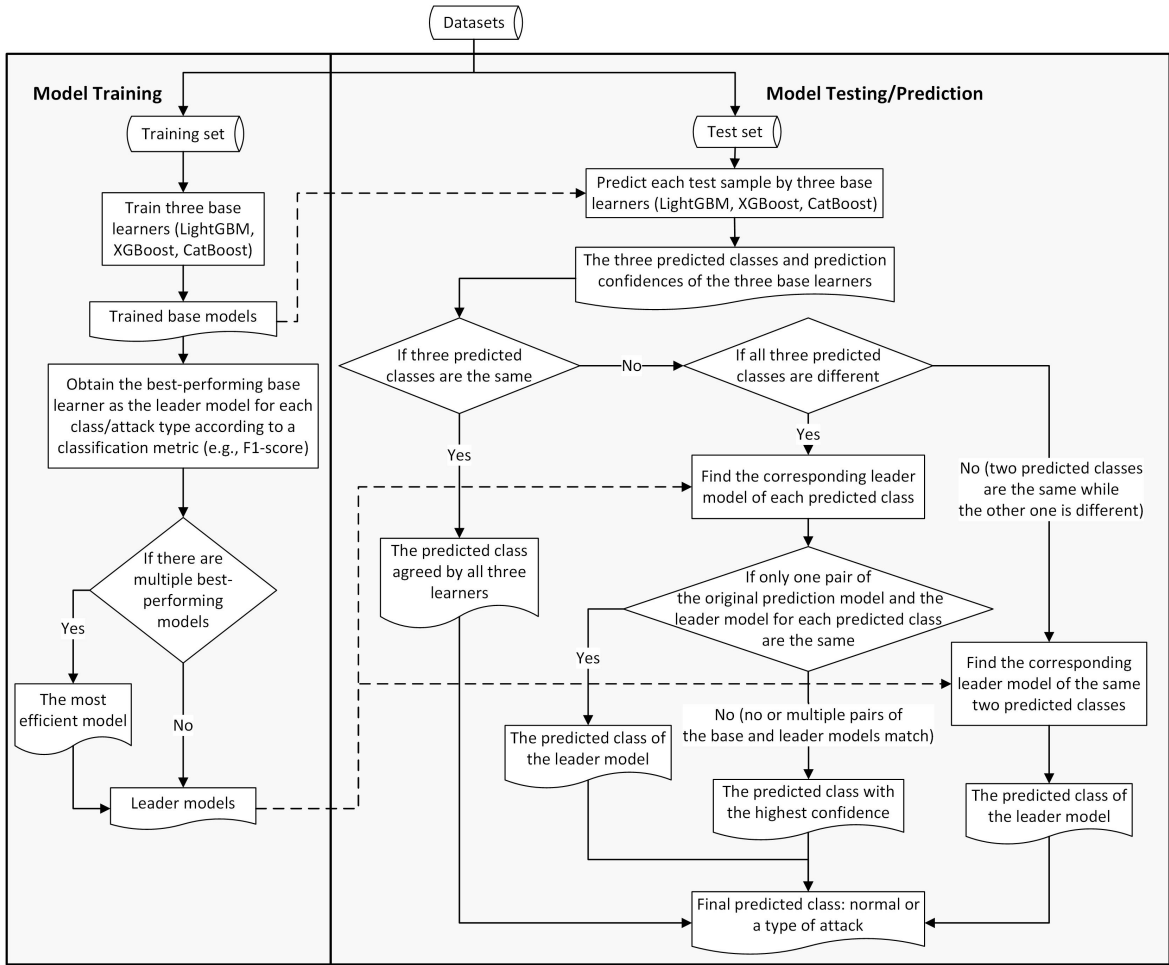 Datasets
Model Training
Training set
Train three base
learners (LightGBM,
XGBoost, CatBoost)
Trained base models
Obtain the best-performing base
learner as the leader model for each
class/attack type according to a
classification metric (e.g., F1-score)
If there are
multiple best-
performing
models
Yes
The most
efficient model
No
Leader models
Model Testing/Prediction
Test set
Predict each test sample by three base
learners (LightGBM, XGBoost, CatBoost)
The three predicted classes and prediction
confidences of the three base learners
If three predicted
classes are the same
No
If all three predicted
classes are different
Yes
The predicted class
agreed by all three
learners
Yes
Find the corresponding leader
model of each predicted class
No (two predicted classes
are the same while
the other one is different)
If only one pair of
the original prediction model and the
leader model for each predicted class
are the same
Yes
The predicted class of
the leader model
No (no or multiple pairs of
the base and leader models match)
The predicted class with
the highest confidence
Find the corresponding
leader model of the same
two predicted classes
The predicted class of
the leader model
Final predicted class: normal or
a type of attack